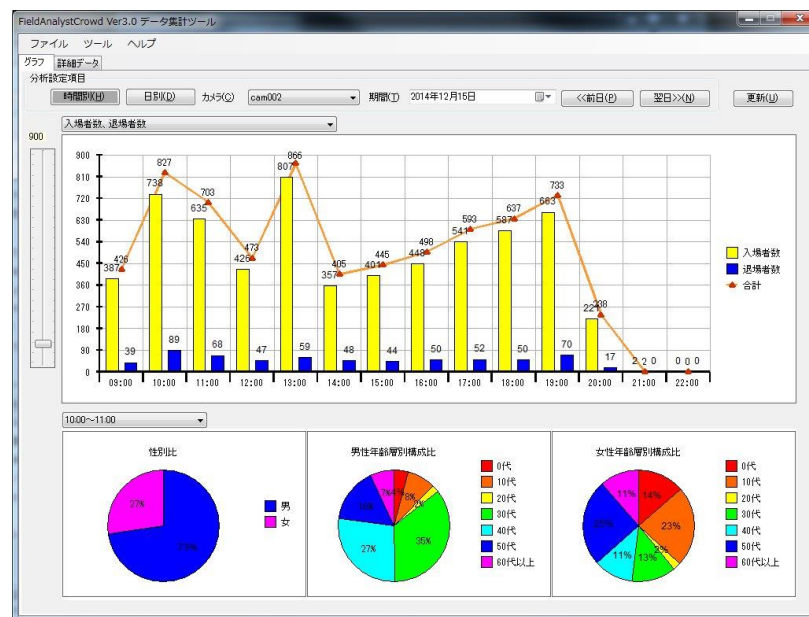 FieldAnalystCrowd Ver3.0 データ集計ツール
ファイル ツール ヘルプ
グラフ 詳細データ
分析設定項目
時間別(H) 日別(D) カメラ(C) cam002 期間(T) 2014年12月15日 <<前日(P) 翌日>>(N) 更新(U)
入場者数、退場者数
900
900
810
720
630
540
450
360
270
180
90
0
426 827 703 473 866 405 445 498 593 637 733 238 2 0
387 738 635 426 807 357 401 448 541 587 663 221 2 0
39 89 68 47 59 48 44 50 52 50 70 17 0 0
09:00 10:00 11:00 12:00 13:00 14:00 15:00 16:00 17:00 18:00 19:00 20:00 21:00 22:00
入場者数
退場者数
合計
10:00～11:00
性別比
27%
73%
男
女
男性年齢層別構成比
7% 4%
8%
2%
35%
27%
0代
10代
20代
30代
40代
50代
60代以上
女性年齢層別構成比
11% 14%
23%
2%
13%
11%
25%
0代
10代
20代
30代
40代
50代
60代以上